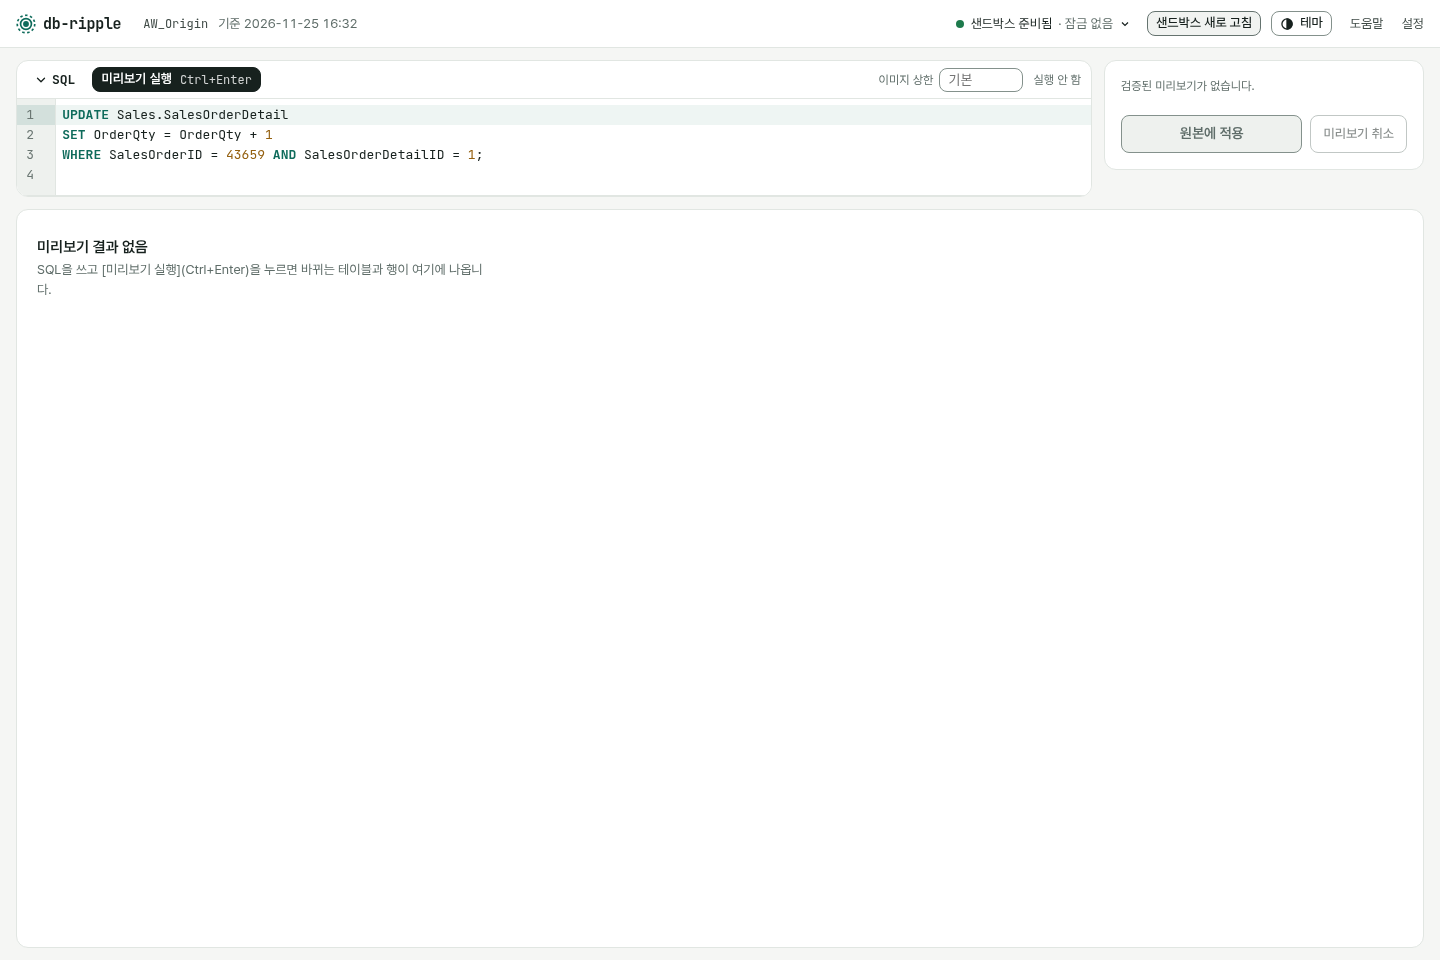 db-ripple AW_Origin 기준 2026-11-25 16:32 샌드박스 준비됨 · 잠금 없음 샌드박스 새로 고침 테마 도움말 설정
SQL 미리보기 실행 Ctrl+Enter 이미지 상한 기본 실행 안 함
1 UPDATE Sales.SalesOrderDetail
2 SET OrderQty = OrderQty + 1
3 WHERE SalesOrderID = 43659 AND SalesOrderDetailID = 1;
4
검증된 미리보기가 없습니다.
원본에 적용 미리보기 취소
미리보기 결과 없음
SQL을 쓰고 [미리보기 실행](Ctrl+Enter)을 누르면 바뀌는 테이블과 행이 여기에 나옵니
다.